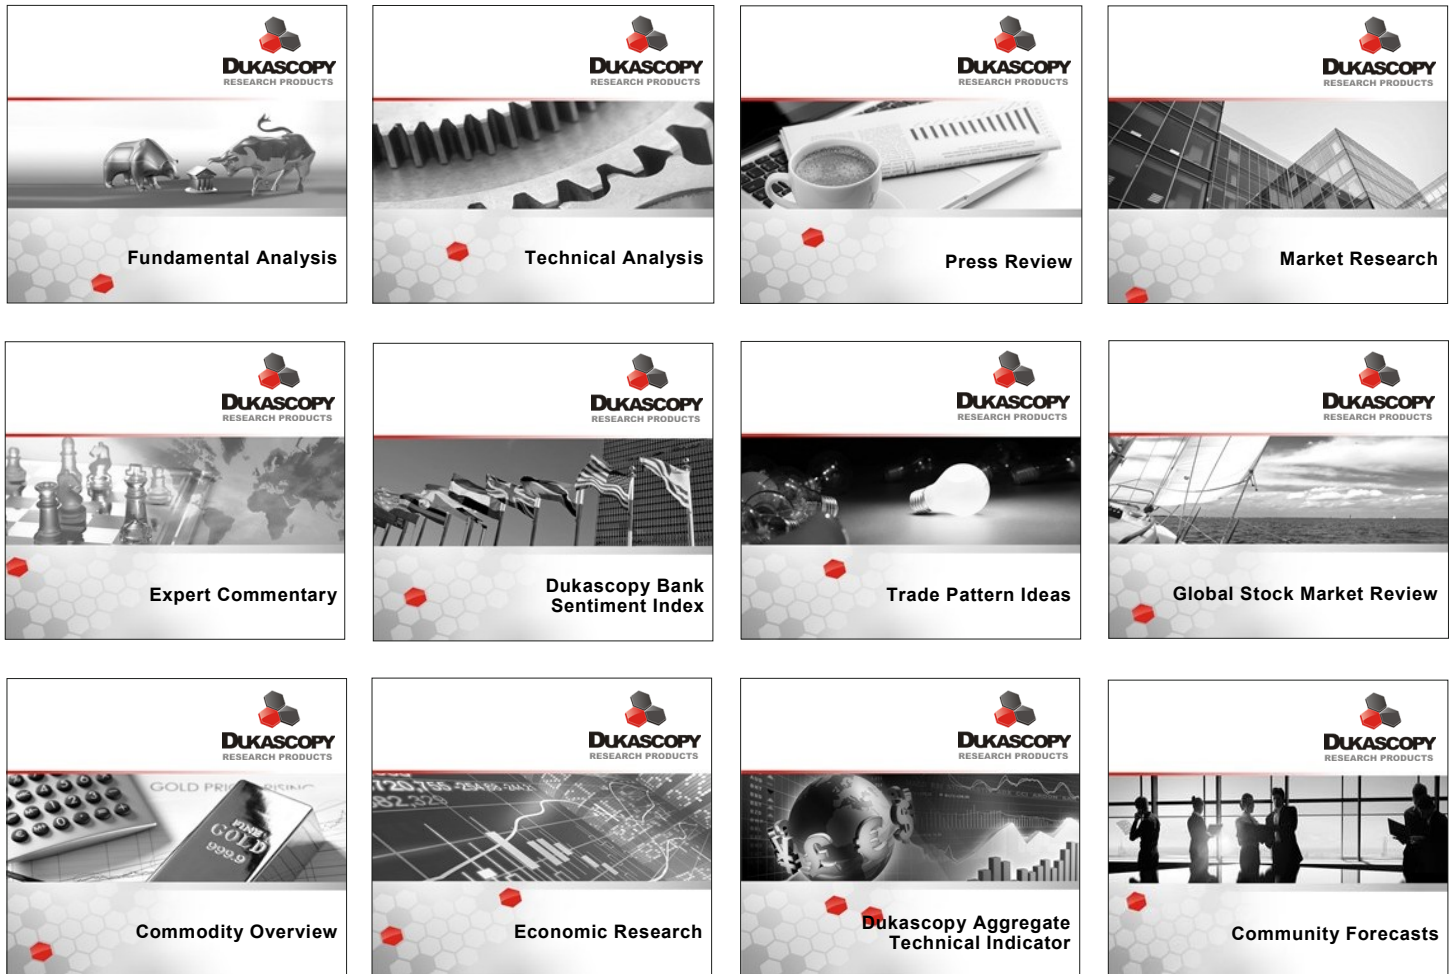 DUKASCOPY
RESEARCH PRODUCTS
Fundamental Analysis
DUKASCOPY
RESEARCH PRODUCTS
Technical Analysis
DUKASCOPY
RESEARCH PRODUCTS
Press Review
DUKASCOPY
RESEARCH PRODUCTS
Market Research
DUKASCOPY
RESEARCH PRODUCTS
Expert Commentary
DUKASCOPY
RESEARCH PRODUCTS
Dukascopy Bank
Sentiment Index
DUKASCOPY
RESEARCH PRODUCTS
Trade Pattern Ideas
DUKASCOPY
RESEARCH PRODUCTS
Global Stock Market Review
DUKASCOPY
RESEARCH PRODUCTS
GOLD
FINE
GOLD
999.9
Commodity Overview
DUKASCOPY
RESEARCH PRODUCTS
Economic Research
DUKASCOPY
RESEARCH PRODUCTS
Dukascopy Aggregate
Technical Indicator
DUKASCOPY
RESEARCH PRODUCTS
Community Forecasts